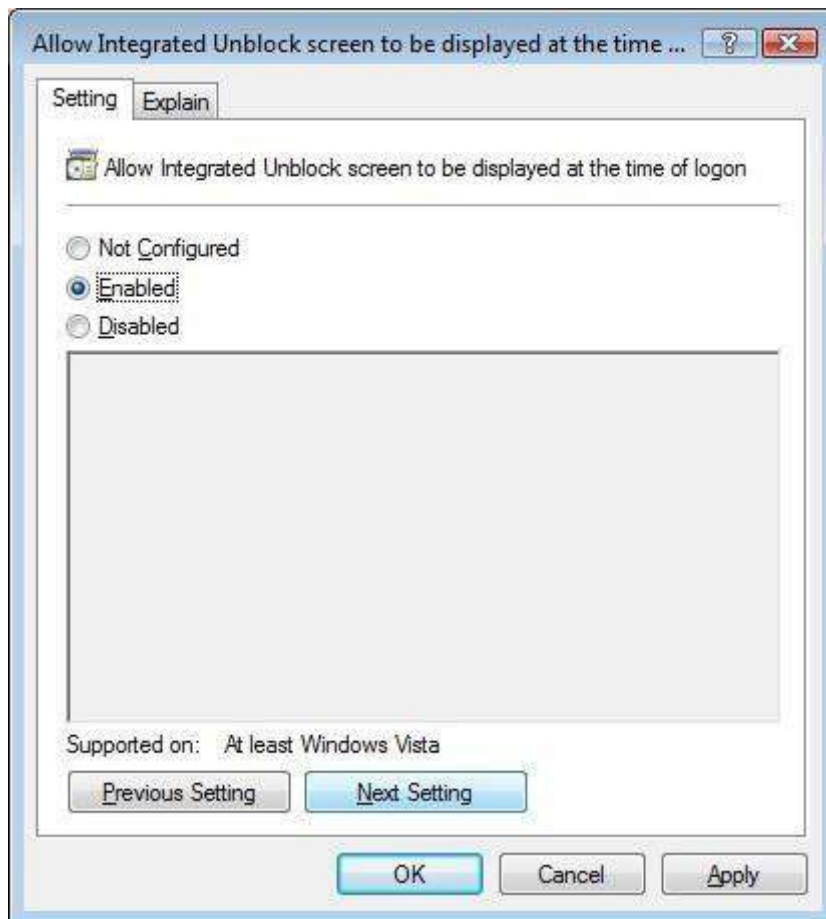 Allow Integrated Unblock screen to be displayed at the time ...
Setting
Explain
Allow Integrated Unblock screen to be displayed at the time of logon
Not Configured
Enabled
Disabled
Supported on: At least Windows Vista
Previous Setting
Next Setting
OK
Cancel
Apply